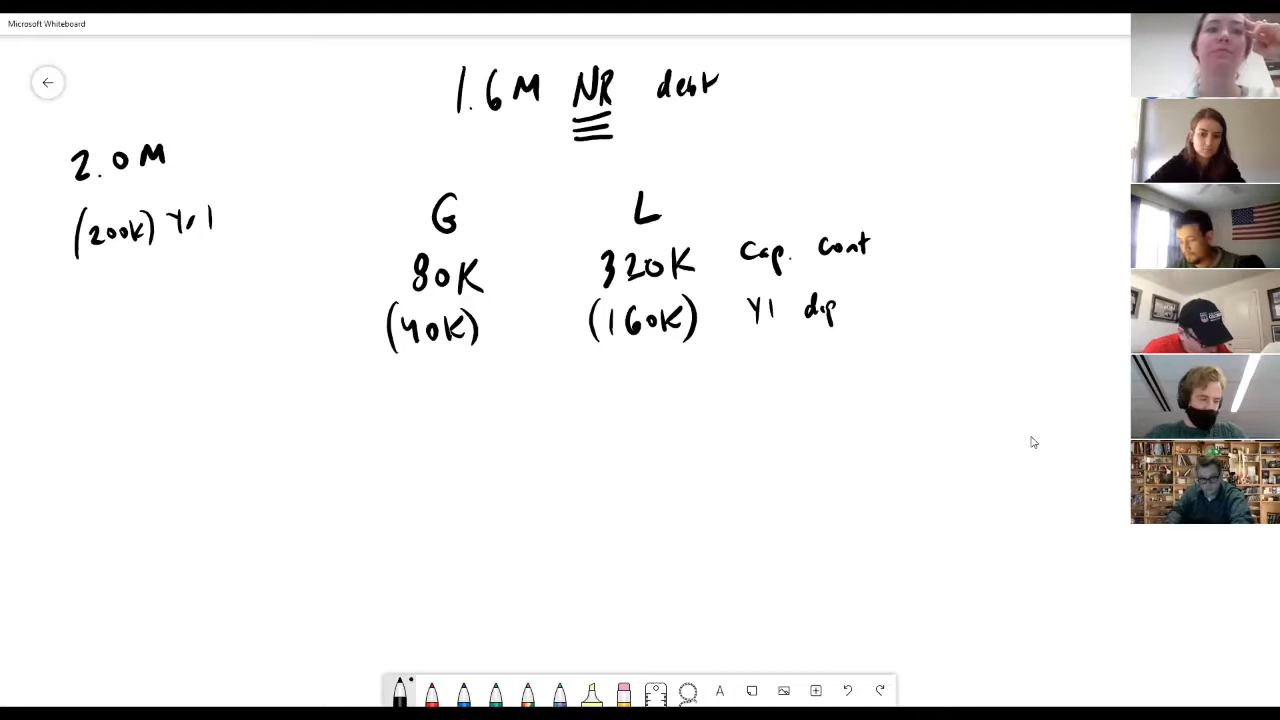 Microsoft Whiteboard
1.6M NR debt
2.0M
(200K) Yr 1
G L
80K 320K Cap. Cont
(40K) (160K) Y1 dep
A